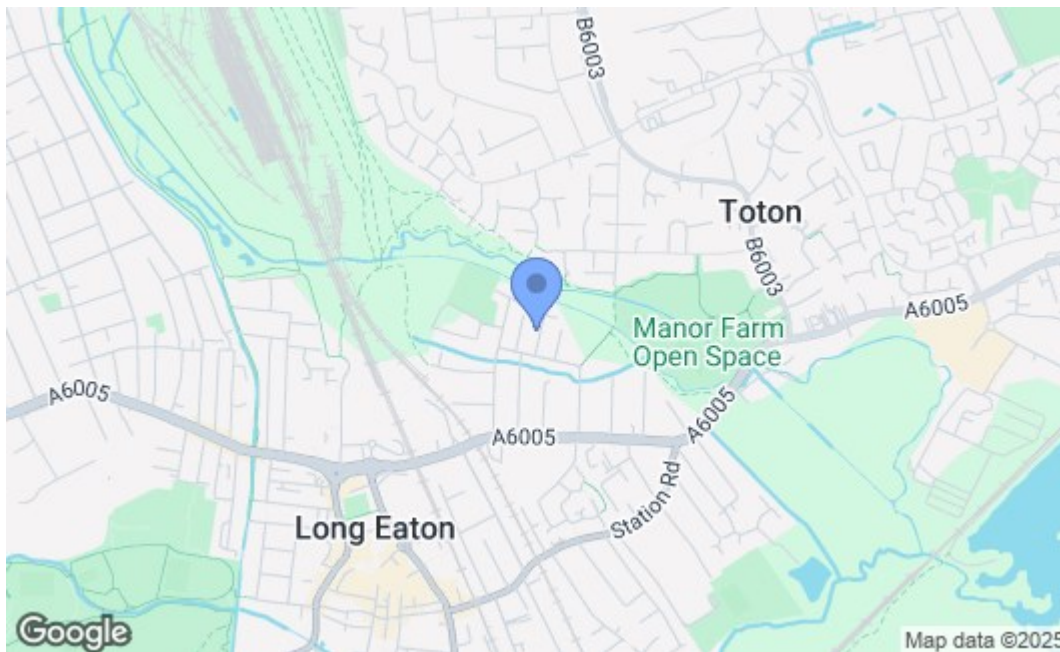 B6003
Toton
B6003
A6005
Manor Farm
Open Space
A6005
A6005
A6005
Station Rd
Long Eaton
Google
Map data ©2025